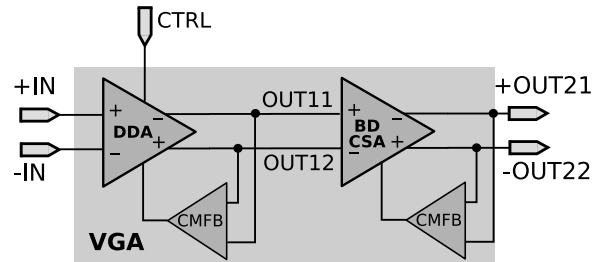 CTRL
+IN
-IN
+
−
DDA
−
+
OUT11
OUT12
+
−
BD
CSA
−
+
+OUT21
-OUT22
CMFB
CMFB
VGA